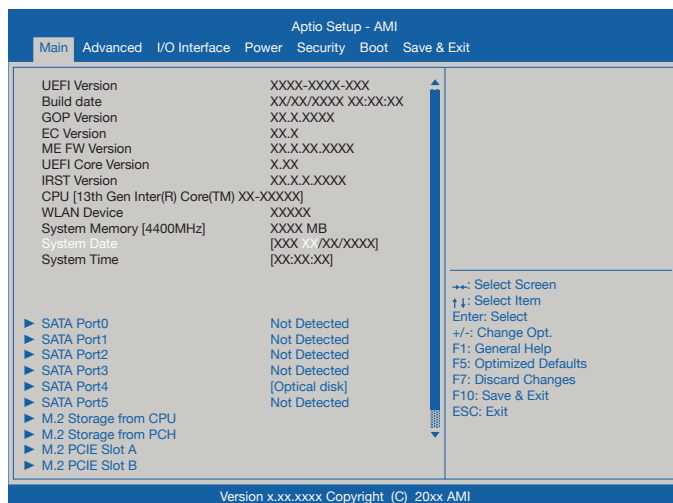 Aptio Setup - AMI
Main Advanced I/O Interface Power Security Boot Save & Exit
UEFI Version XXXX-XXXX-XXX
Build date XX/XX/XXXX XX:XX:XX
GOP Version XX.X.XXXX
EC Version XX.X
ME FW Version XX.X.XX.XXXX
UEFI Core Version X.XX
IRST Version XX.X.X.XXXX
CPU [13th Gen Inter(R) Core(TM) XX-XXXXX]
WLAN Device XXXXX
System Memory [4400MHz] XXXX MB
System Date [XXX XX/XX/XXXX]
System Time [XX:XX:XX]
► SATA Port0 Not Detected
► SATA Port1 Not Detected
► SATA Port2 Not Detected
► SATA Port3 Not Detected
► SATA Port4 [Optical disk]
► SATA Port5 Not Detected
► M.2 Storage from CPU
► M.2 Storage from PCH
► M.2 PCIE Slot A
► M.2 PCIE Slot B
→←: Select Screen
↑↓: Select Item
Enter: Select
+/-: Change Opt.
F1: General Help
F5: Optimized Defaults
F7: Discard Changes
F10: Save & Exit
ESC: Exit
Version x.xx.xxxx Copyright (C) 20xx AMI